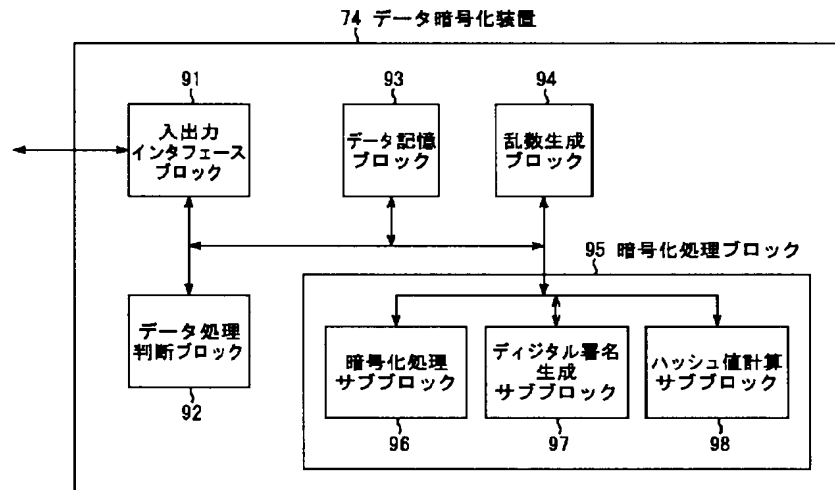 74 データ暗号化装置
91
入出力
インタフェース
ブロック
93
データ記憶
ブロック
94
乱数生成
ブロック
データ処理
判断ブロック
92
95 暗号化処理ブロック
暗号化処理
サブブロック
96
ディジタル署名
生成
サブブロック
97
ハッシュ値計算
サブブロック
98